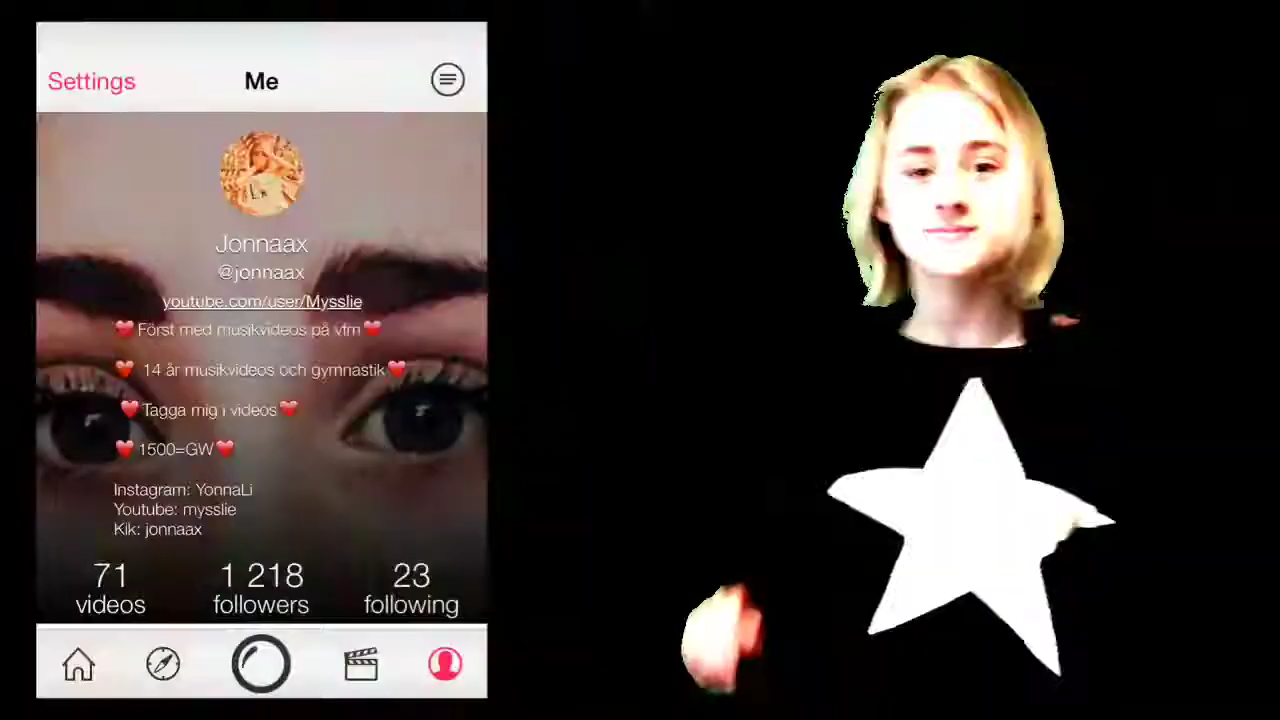 Settings
Me
Jonnaax
@jonnaax
youtube.com/user/Mysslie
❤️Först med musikvideos på vfm❤️
❤️ 14 år musikvideos och gymnastik❤️
❤️Tagga mig i videos❤️
❤️1500=GW❤️
Instagram: YonnaLi
Youtube: mysslie
Kik: jonnaax
71 1 218 23
videos followers following